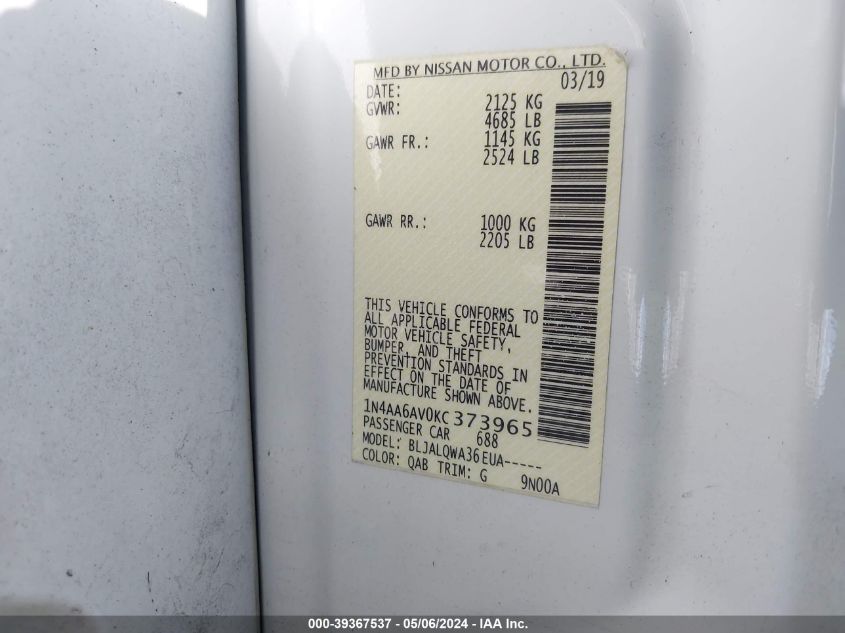 MFD BY NISSAN MOTOR CO., LTD.
DATE: 03/19
GVWR: 2125 KG
4685 LB
GAWR FR.: 1145 KG
2524 LB
GAWR RR.: 1000 KG
2205 LB
THIS VEHICLE CONFORMS TO
ALL APPLICABLE FEDERAL
MOTOR VEHICLE SAFETY,
BUMPER, AND THEFT
PREVENTION STANDARDS IN
EFFECT ON THE DATE OF
MANUFACTURE SHOWN ABOVE.
1N4AA6AV0KC373965
PASSENGER CAR 688
MODEL: BLJALQWA36EUA-----
COLOR: QAB TRIM: G 9N00A
000-39367537 - 05/06/2024 - IAA Inc.